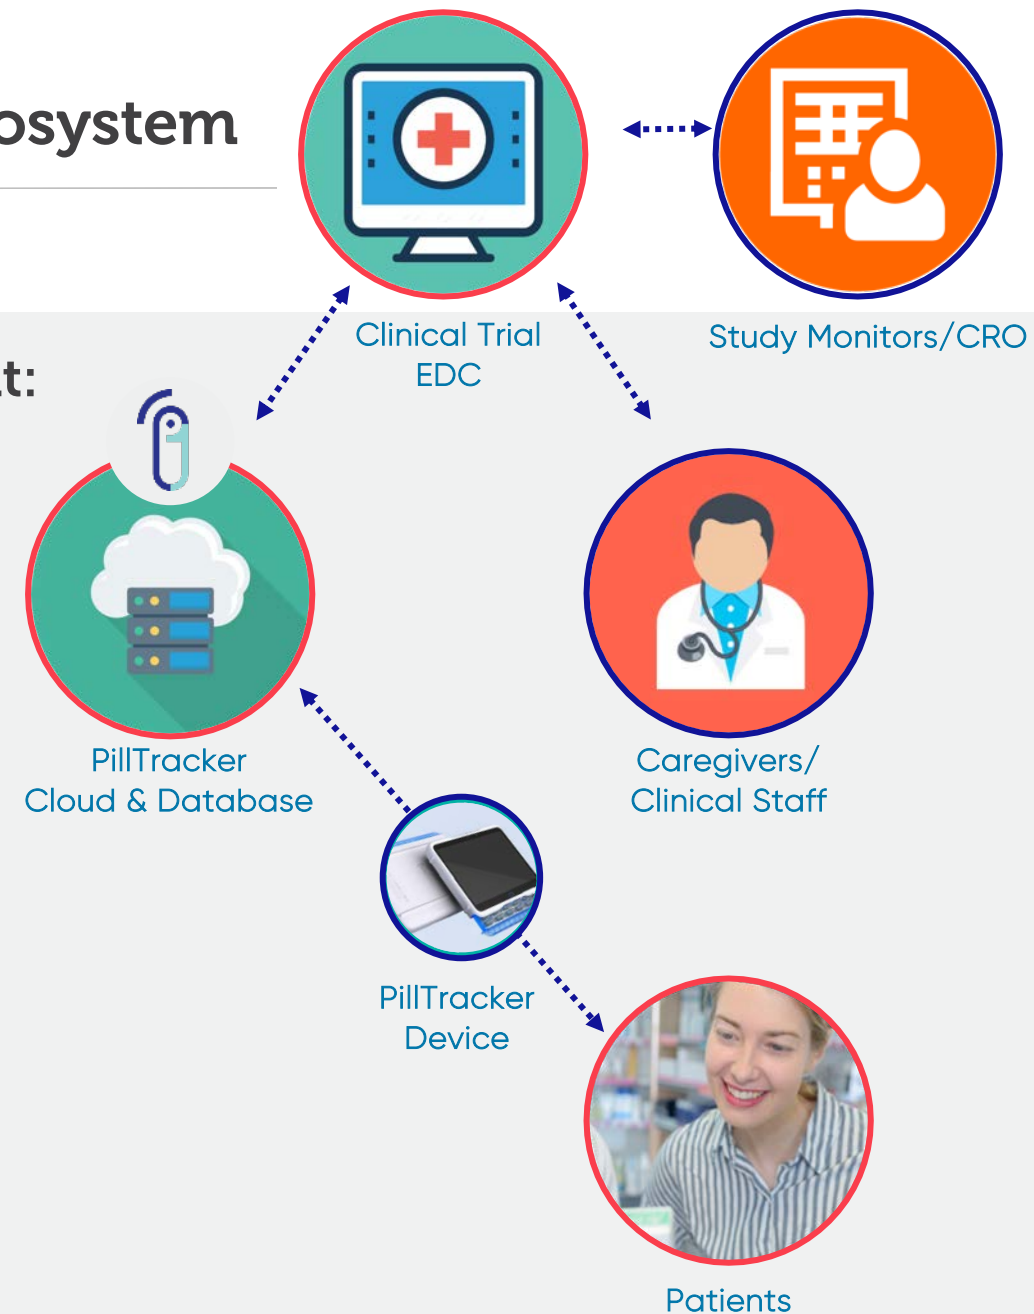 osystem
Clinical Trial
EDC
Study Monitors/CRO
t:
PillTracker
Cloud & Database
Caregivers/
Clinical Staff
PillTracker
Device
Patients